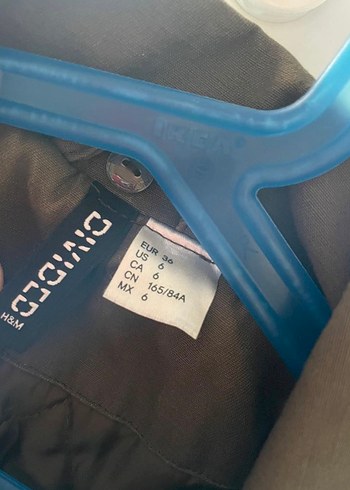 DIVIDED
H&M
EUR 36
US 6
CA 6
CN 165/84A
MX 6